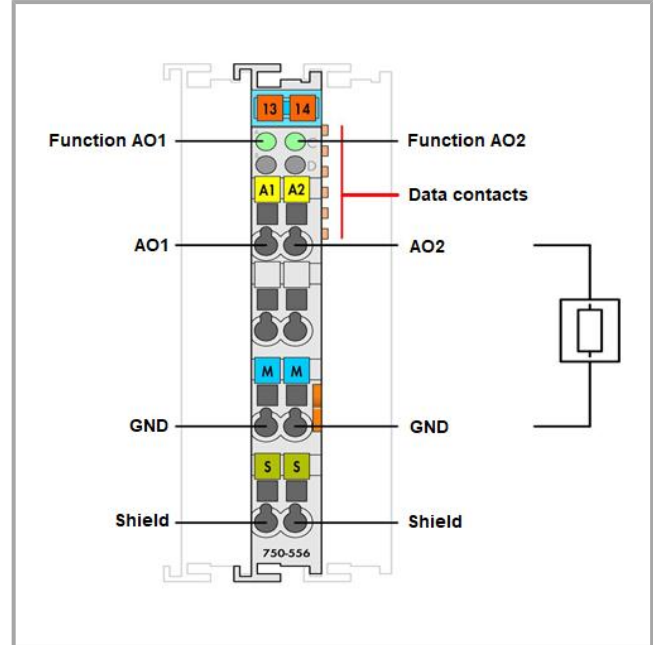 13 14
Function AO1
Function AO2
C
D
Data contacts
A1 A2
AO1
AO2
M M
GND
GND
S S
Shield
Shield
750-556